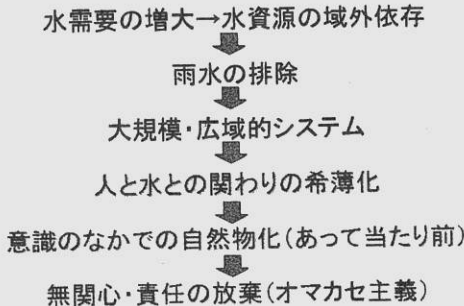 水需要の増大→水資源の域外依存
雨水の排除
大規模・広域的システム
人と水との関わりの希薄化
意識のなかでの自然物化(あって当たり前)
無関心・責任の放棄(オマカセ主義)